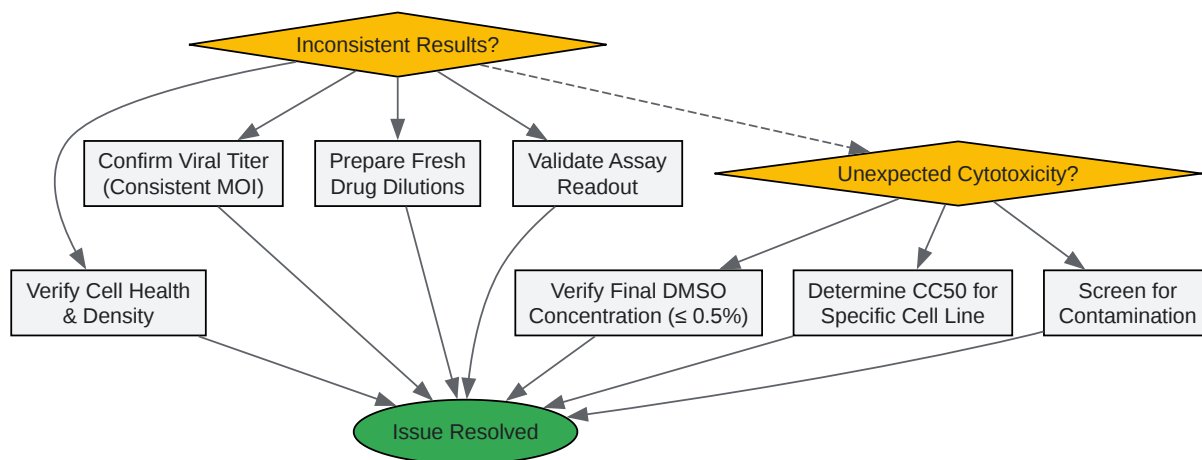 Inconsistent Results?
Confirm Viral Titer
(Consistent MOI)
Prepare Fresh
Drug Dilutions
Validate Assay
Readout
Unexpected Cytotoxicity?
Verify Cell Health
& Density
Verify Final DMSO
Concentration (≤ 0.5%)
Determine CC50 for
Specific Cell Line
Screen for
Contamination
Issue Resolved